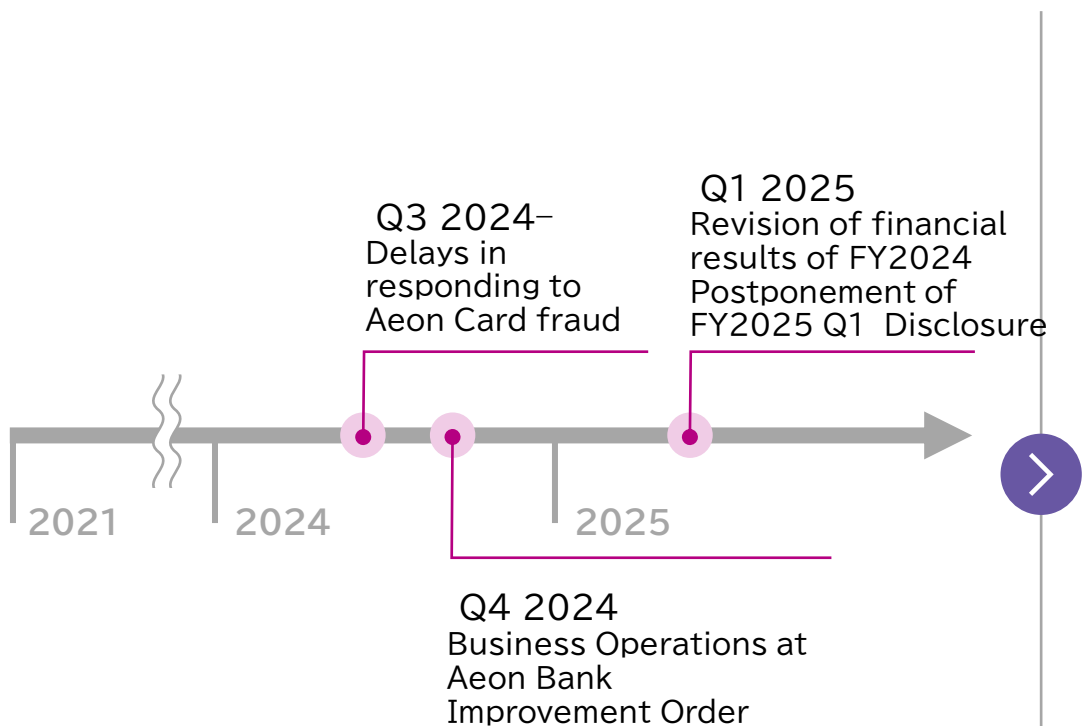 Q1 2025
Revision of financial
results of FY2024
Postponement of
FY2025 Q1 Disclosure
Q3 2024–
Delays in
responding to
Aeon Card fraud
2021
2024
2025
Q4 2024
Business Operations at
Aeon Bank
Improvement Order